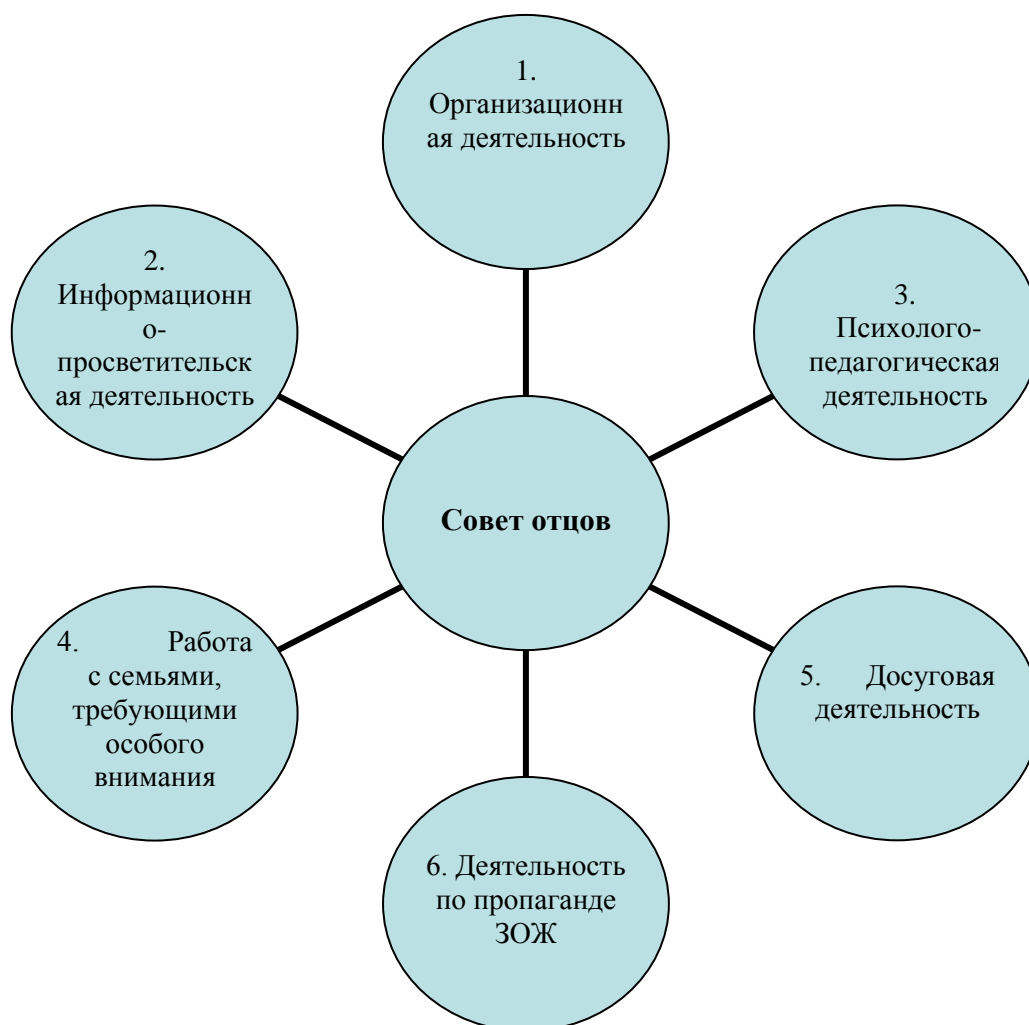 1.
Организационн
ая деятельность
2.
Информационн
о-
просветительск
ая деятельность
3.
Психолого-
педагогическая
деятельность
Совет отцов
4. Работа
с семьями,
требующими
особого
внимания
5. Досуговая
деятельность
6. Деятельность
по пропаганде
ЗОЖ